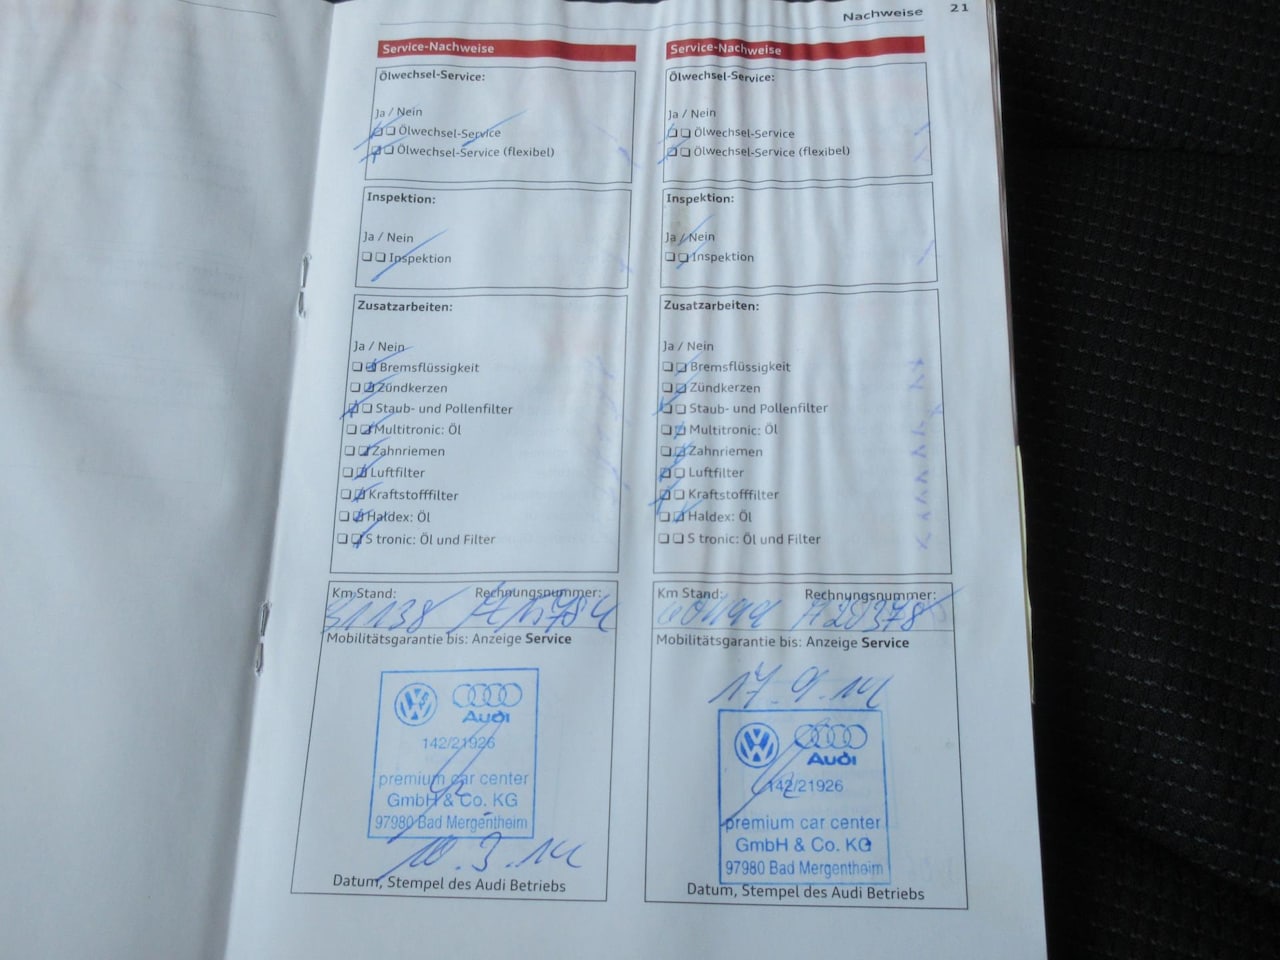 Nachweise 21
Service-Nachweise
Ölwechsel-Service:
Ja / Nein
Ölwechsel-Service
Ölwechsel-Service (flexibel)
Inspektion:
Ja / Nein
Inspektion
Zusatzarbeiten:
Ja / Nein
Bremsflüssigkeit
Zündkerzen
Staub- und Pollenfilter
Multitronic: Öl
Zahnriemen
Luftfilter
Kraftstofffilter
Haldex: Öl
S tronic: Öl und Filter
Km Stand: Rechnungsnummer:
31138
Mobilitätsgarantie bis: Anzeige Service
Audi
142/21926
premium car center
GmbH & Co. KG
97980 Bad Mergentheim
10.3.14
Datum, Stempel des Audi Betriebs
Service-Nachweise
Ölwechsel-Service:
Ja / Nein
Ölwechsel-Service
Ölwechsel-Service (flexibel)
Inspektion:
Ja / Nein
Inspektion
Zusatzarbeiten:
Ja / Nein
Bremsflüssigkeit
Zündkerzen
Staub- und Pollenfilter
Multitronic: Öl
Zahnriemen
Luftfilter
Kraftstofffilter
Haldex: Öl
S tronic: Öl und Filter
Km Stand: Rechnungsnummer:
Mobilitätsgarantie bis: Anzeige Service
17.9.14
Audi
142/21926
premium car center
GmbH & Co. KG
97980 Bad Mergentheim
Datum, Stempel des Audi Betriebs